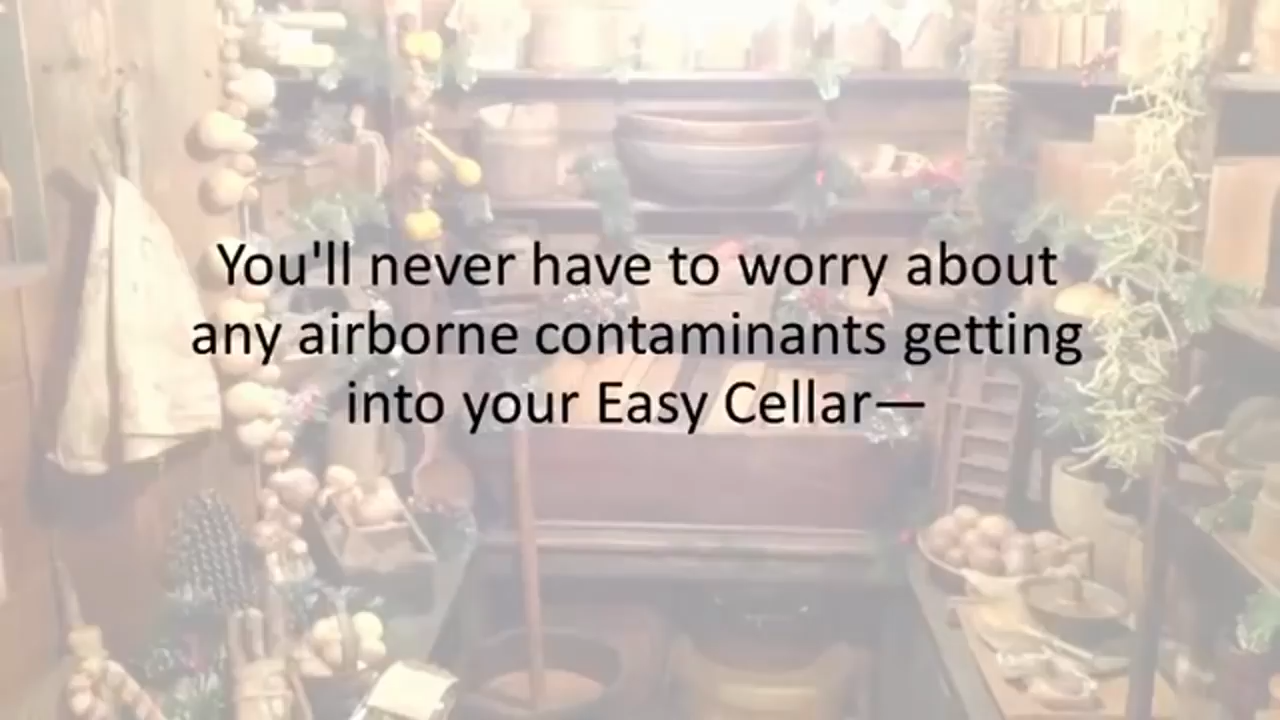 You'll never have to worry about
any airborne contaminants getting
into your Easy Cellar—